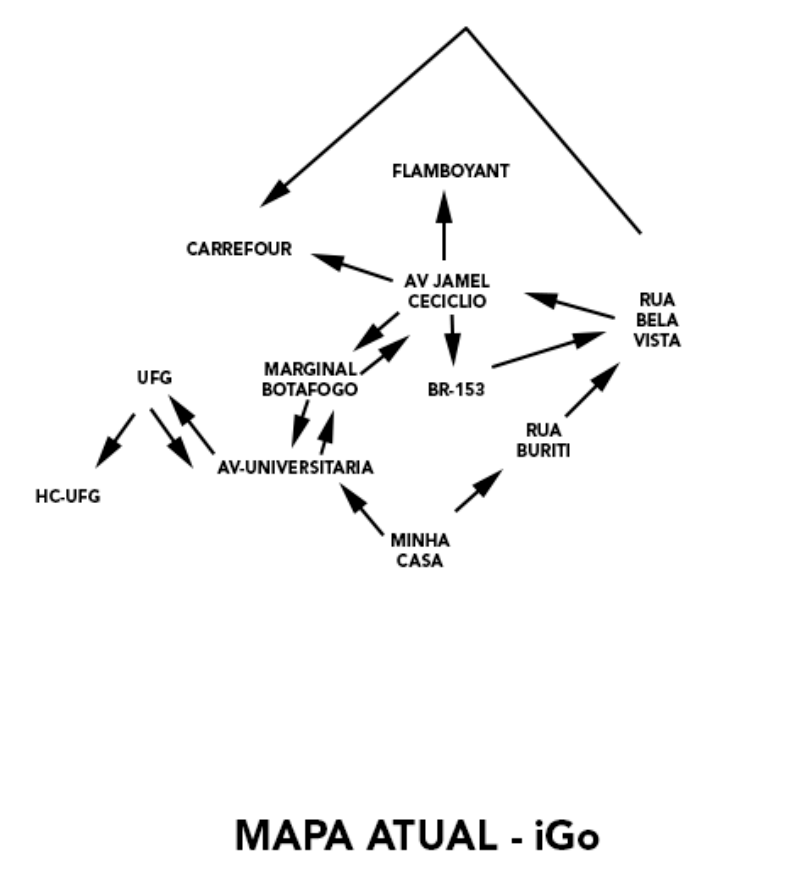 FLAMBOYANT
CARREFOUR
AV JAMEL
CECICLIO
RUA
BELA
VISTA
MARGINAL
BOTAFOGO
UFG
BR-153
RUA
BURITI
AV-UNIVERSITARIA
HC-UFG
MINHA
CASA
MAPA ATUAL - iGo